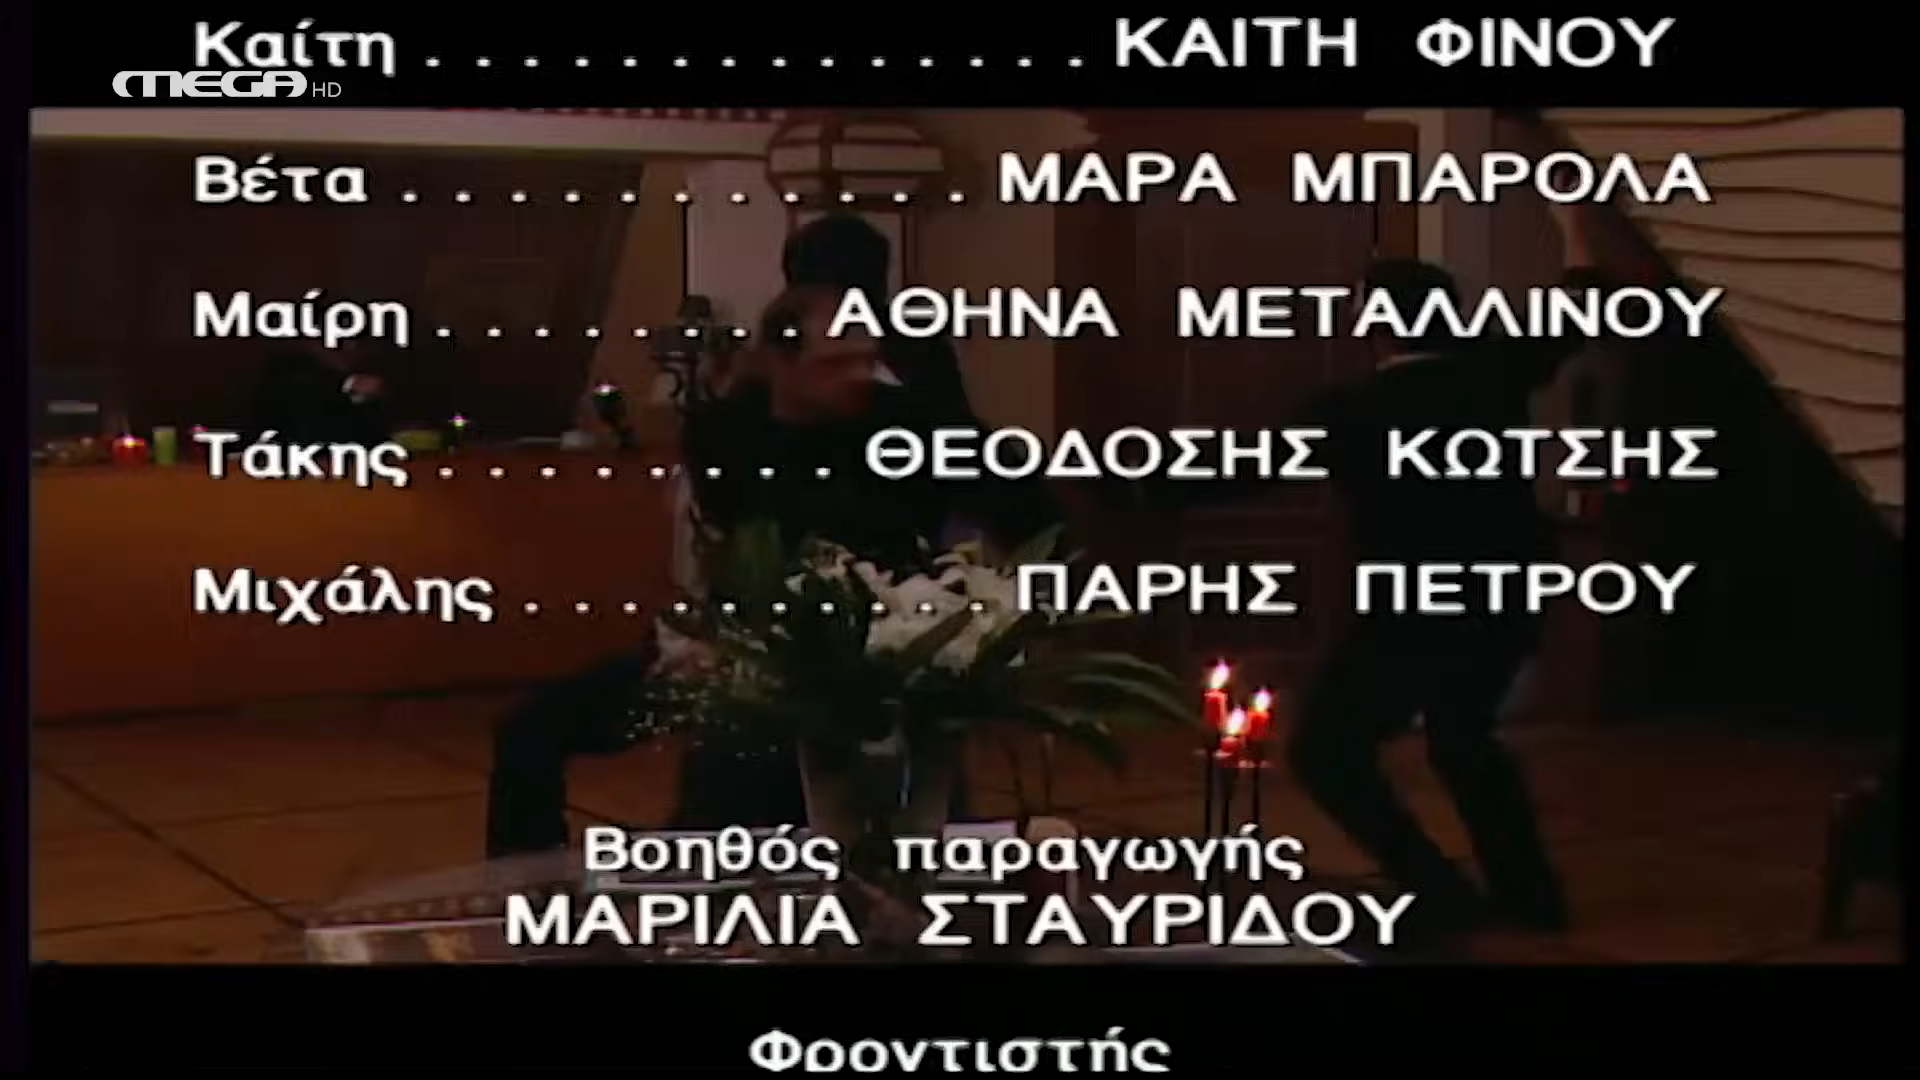 Καίτη . . . . . . . . . . . . . . ΚΑΙΤΗ ΦΙΝΟΥ
MEGA HD
Βέτα . . . . . . . . . . . . ΜΑΡΑ ΜΠΑΡΟΛΑ
Μαίρη . . . . . . . . ΑΘΗΝΑ ΜΕΤΑΛΛΙΝΟΥ
Τάκης . . . . . . . . ΘΕΟΔΟΣΗΣ ΚΩΤΣΗΣ
Μιχάλης . . . . . . . . . . ΠΑΡΗΣ ΠΕΤΡΟΥ
Βοηθός παραγωγής
ΜΑΡΙΛΙΑ ΣΤΑΥΡΙΔΟΥ
Φροντιστής